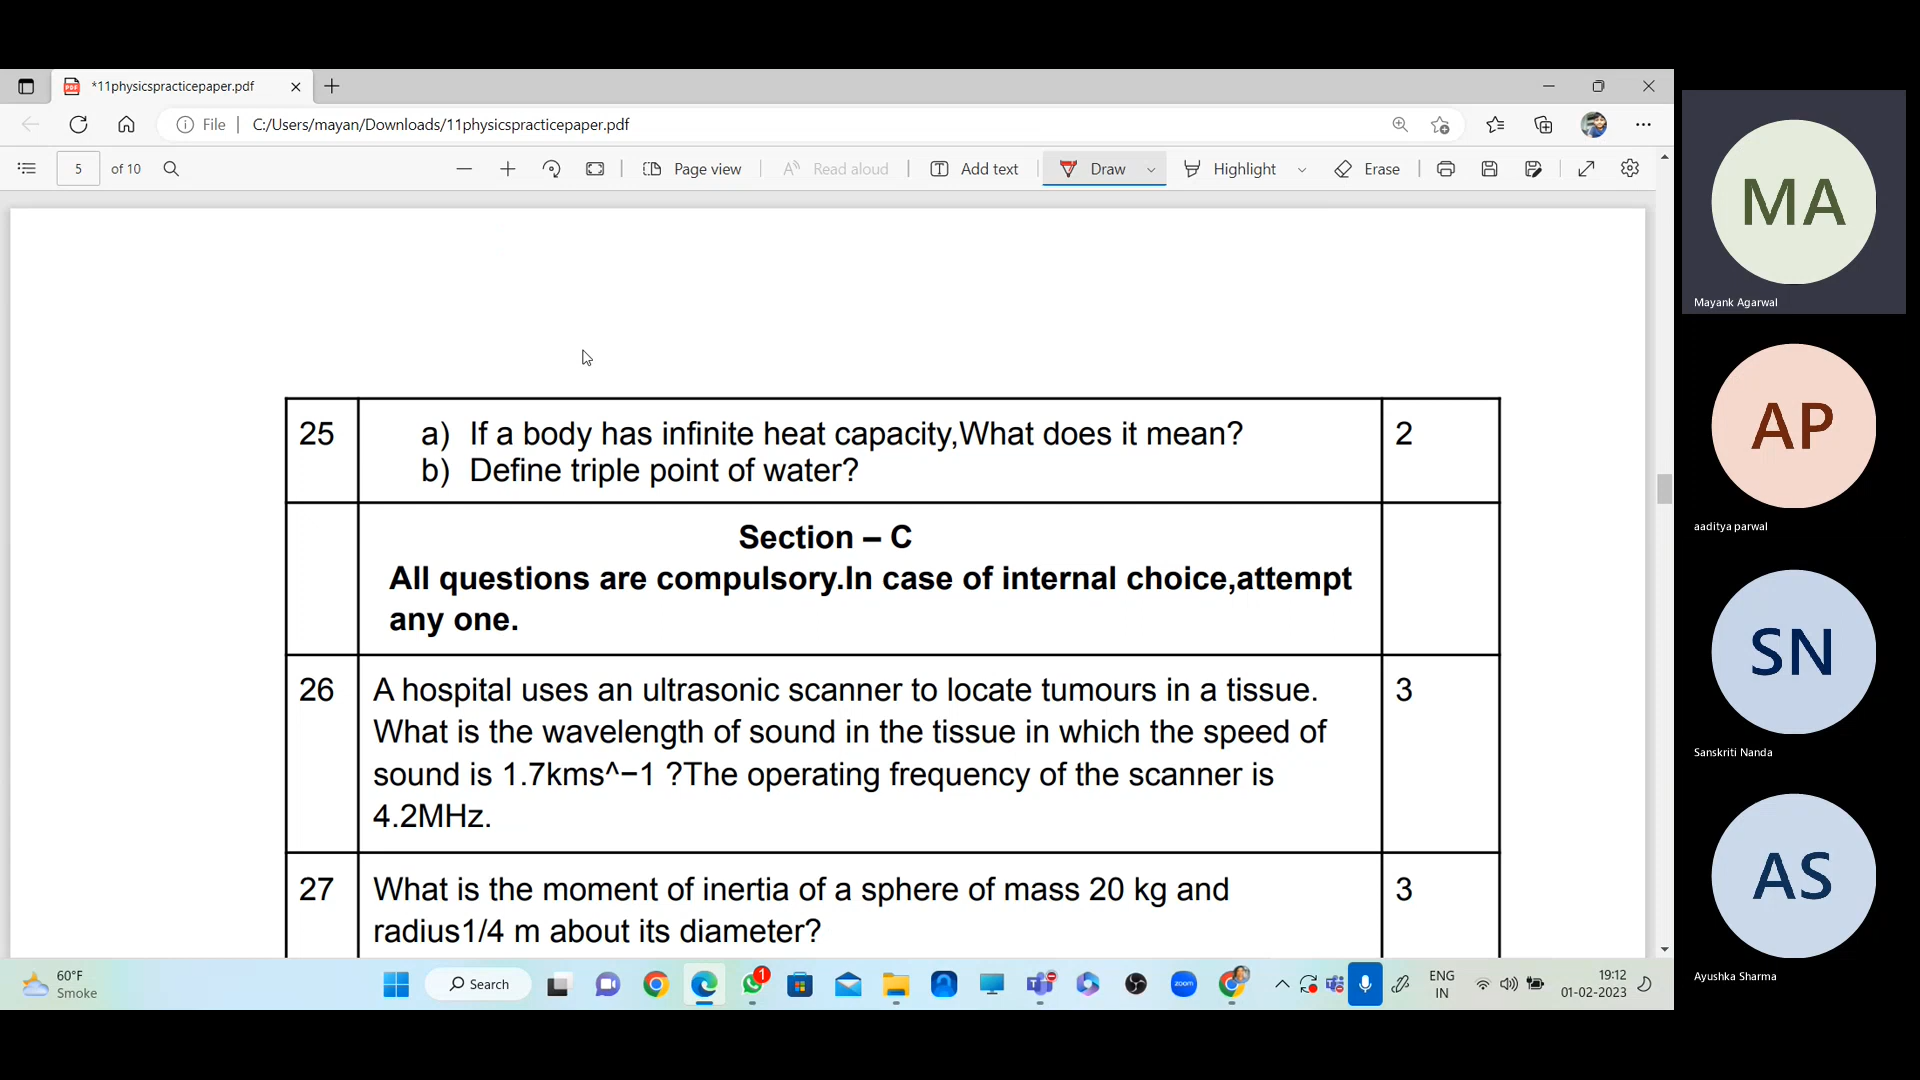 *11physicspracticepaper.pdf
File
C:/Users/mayan/Downloads/11physicspracticepaper.pdf
5 of 10
Page view
Read aloud
Add text
Draw
Highlight
Erase
25
a) If a body has infinite heat capacity,What does it mean?
2
b) Define triple point of water?
Section – C
All questions are compulsory.In case of internal choice,attempt
any one.
26
A hospital uses an ultrasonic scanner to locate tumours in a tissue.
3
What is the wavelength of sound in the tissue in which the speed of
sound is 1.7kms^−1 ?The operating frequency of the scanner is
4.2MHz.
27
What is the moment of inertia of a sphere of mass 20 kg and
3
radius1/4 m about its diameter?
60°F
Smoke
Search
1
zoom
ENG
IN
19:12
01-02-2023
MA
Mayank Agarwal
AP
aaditya parwal
SN
Sanskriti Nanda
AS
Ayushka Sharma